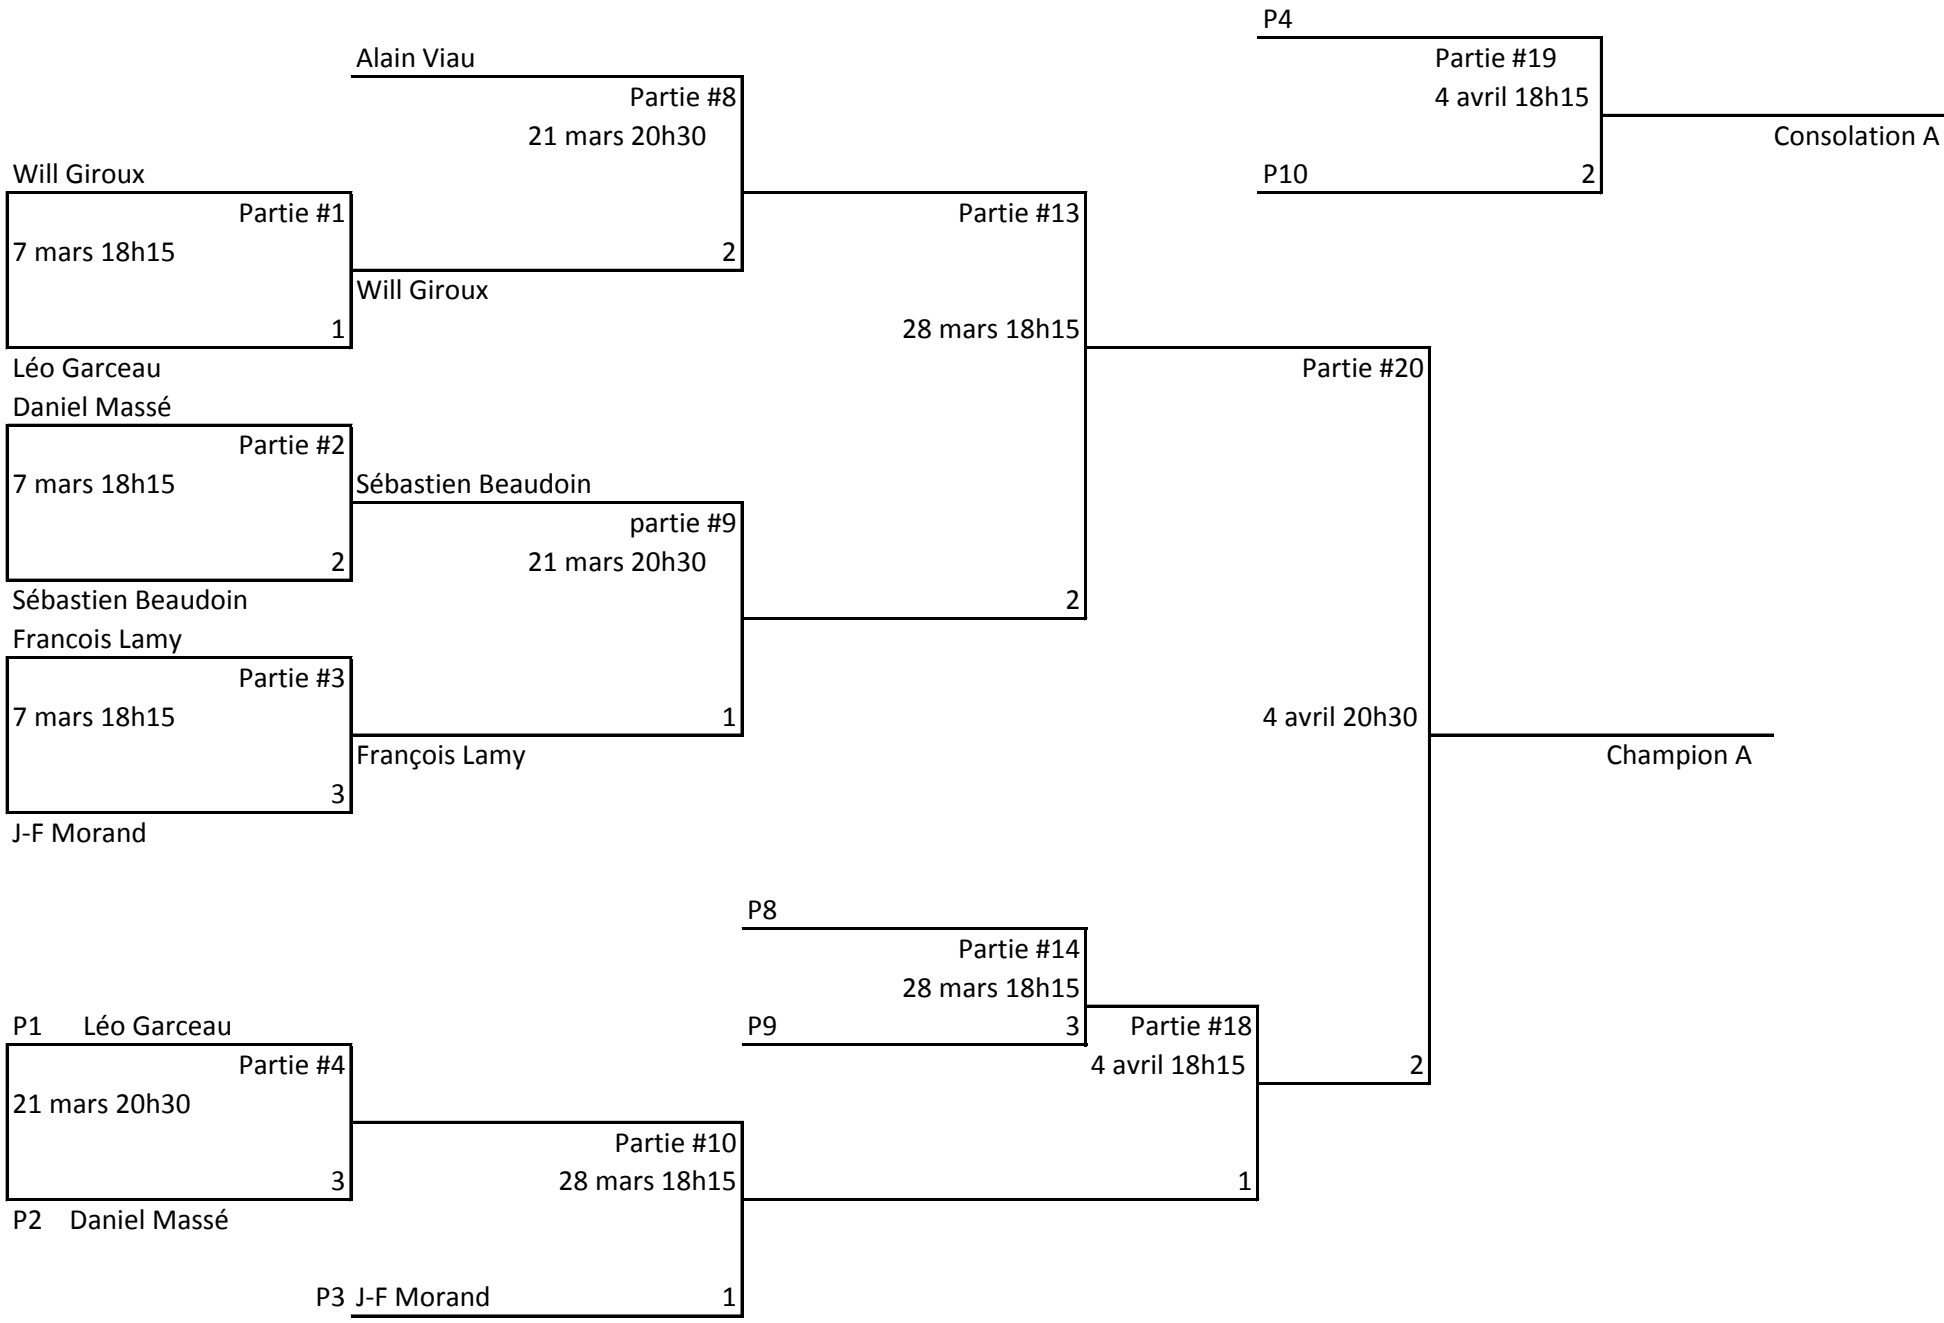 P4
Alain Viau
Partie #19
Partie #8
4 avril 18h15
21 mars 20h30
Consolation A
Will Giroux
P10
2
Partie #1
Partie #13
7 mars 18h15
2
Will Giroux
1
28 mars 18h15
Léo Garceau
Partie #20
Daniel Massé
Partie #2
7 mars 18h15
Sébastien Beaudoin
partie #9
2
21 mars 20h30
Sébastien Beaudoin
2
Francois Lamy
Partie #3
7 mars 18h15
1
4 avril 20h30
François Lamy
Champion A
3
J-F Morand
P8
Partie #14
28 mars 18h15
P1 Léo Garceau
P9
3
Partie #18
Partie #4
4 avril 18h15
2
21 mars 20h30
Partie #10
3
28 mars 18h15
1
P2 Daniel Massé
P3 J-F Morand
1